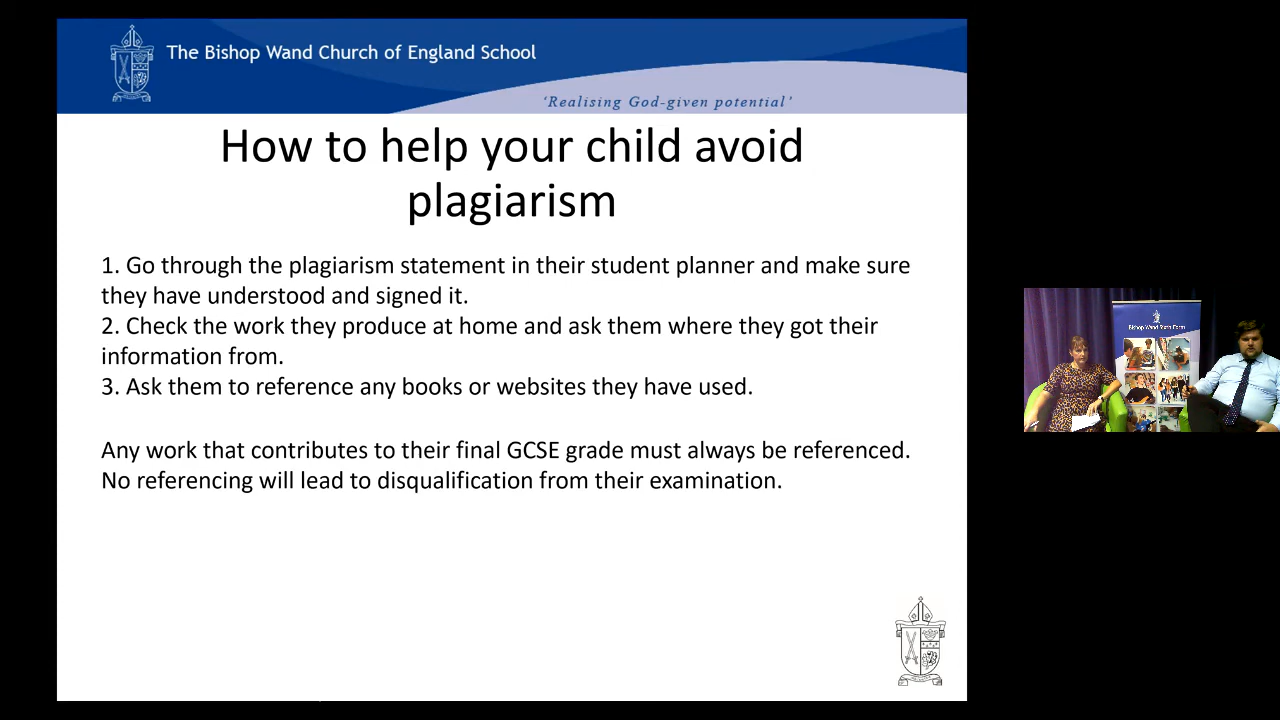 The Bishop Wand Church of England School
‘Realising God-given potential’
How to help your child avoid
plagiarism
1. Go through the plagiarism statement in their student planner and make sure
they have understood and signed it.
2. Check the work they produce at home and ask them where they got their
information from.
3. Ask them to reference any books or websites they have used.
Any work that contributes to their final GCSE grade must always be referenced.
No referencing will lead to disqualification from their examination.
Bishop Wand Sixth Form